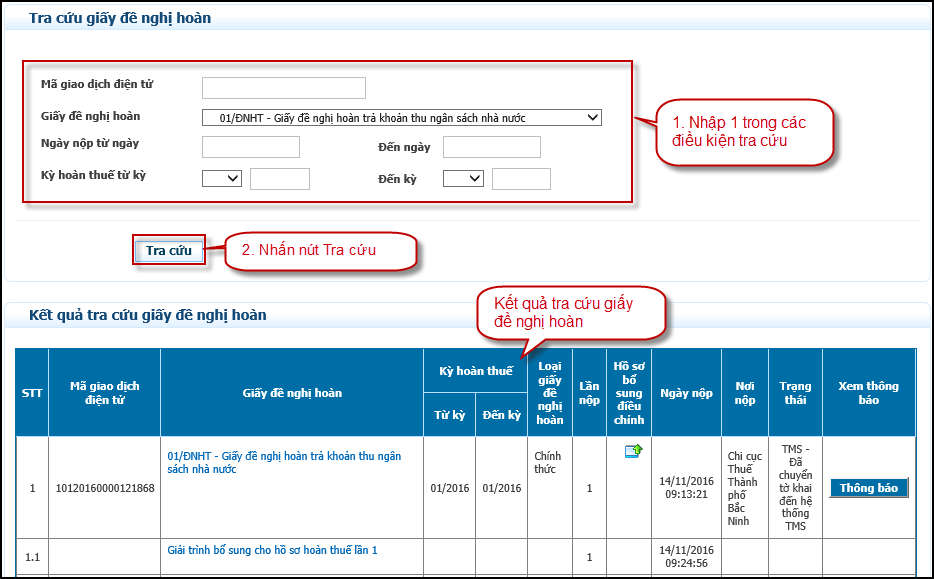 Tra cứu giấy đề nghị hoàn
Mã giao dịch điện tử
Giấy đề nghị hoàn
01/ĐNHT - Giấy đề nghị hoàn trả khoản thu ngân sách nhà nước
Ngày nộp từ ngày
Đến ngày
Kỳ hoàn thuế từ kỳ
Đến kỳ
1. Nhập 1 trong các
điều kiện tra cứu
Tra cứu
2. Nhấn nút Tra cứu
Kết quả tra cứu giấy đề nghị hoàn
Kết quả tra cứu giấy
đề nghị hoàn
STT
Mã giao dịch
điện tử
Giấy đề nghị hoàn
Kỳ hoàn thuế
Từ kỳ
Đến kỳ
Loại
giấy
đề
nghị
hoàn
Lần
nộp
Hồ sơ
bổ
sung
điều
chỉnh
Ngày nộp
Nơi
nộp
Trạng
thái
Xem thông
báo
1
10120160000121868
01/ĐNHT - Giấy đề nghị hoàn trả khoản thu ngân
sách nhà nước
01/2016
01/2016
Chính
thức
1
14/11/2016
09:13:21
Chi cục
Thuế
Thành
phố
Bắc
Ninh
TMS -
Đã
chuyển
tờ khai
đến hệ
thống
TMS
Thông báo
1.1
Giải trình bổ sung cho hồ sơ hoàn thuế lần 1
1
14/11/2016
09:24:56